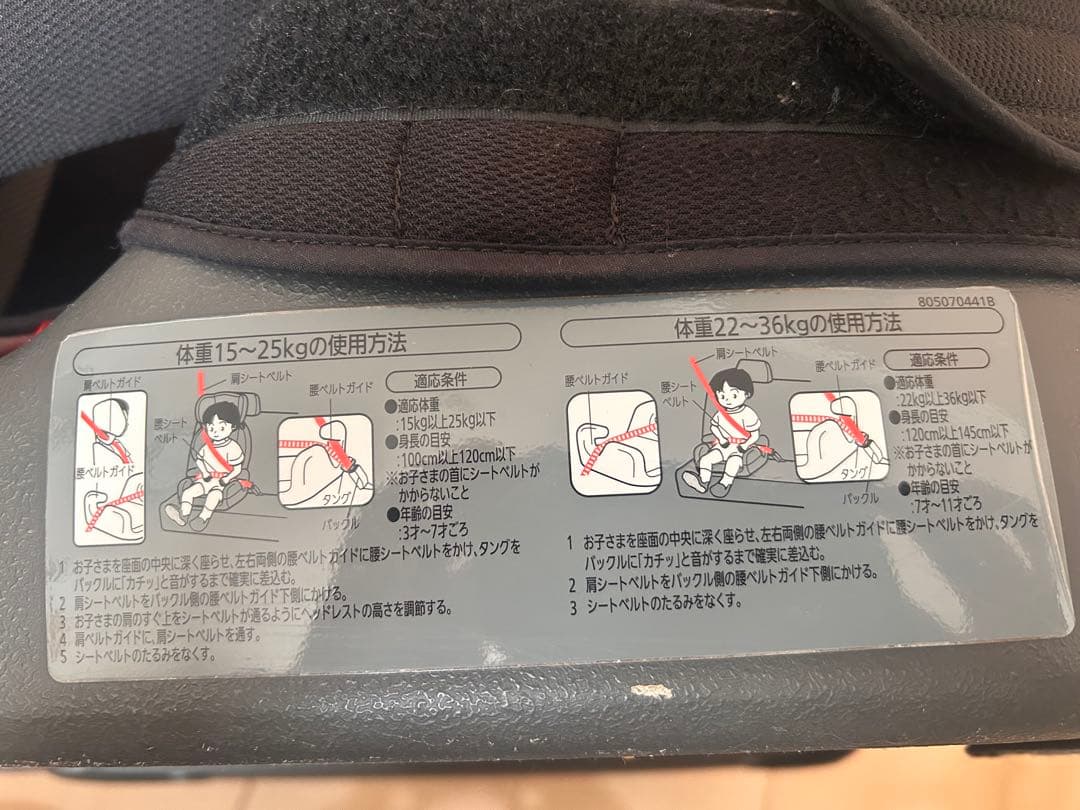 805070441B
体重15～25kgの使用方法
肩ベルトガイド
肩シートベルト
腰ベルトガイド
腰シート
ベルト
腰ベルトガイド
タング
バックル
適応条件
●適応体重
:15kg以上25kg以下
●身長の目安
:100cm以上120cm以下
※お子さまの首にシートベルトが
かからないこと
●年齢の目安
:3才～7才ごろ
1 お子さまを座面の中央に深く座らせ、左右両側の腰ベルトガイドに腰シートベルトをかけ、タングを
バックルに「カチッ」と音がするまで確実に差込む。
2 肩シートベルトをバックル側の腰ベルトガイド下側にかける。
3 お子さまの肩のすぐ上をシートベルトが通るようにヘッドレストの高さを調節する。
4 肩ベルトガイドに、肩シートベルトを通す。
5 シートベルトのたるみをなくす。
体重22～36kgの使用方法
肩シートベルト
腰ベルトガイド
腰シート
ベルト
腰ベルトガイド
タング
バックル
適応条件
●適応体重
:22kg以上36kg以下
●身長の目安
:120cm以上145cm以下
※お子さまの首にシートベルトが
かからないこと
●年齢の目安
:7才～11才ごろ
1 お子さまを座面の中央に深く座らせ、左右両側の腰ベルトガイドに腰シートベルトをかけ、タングを
バックルに「カチッ」と音がするまで確実に差込む。
2 肩シートベルトをバックル側の腰ベルトガイド下側にかける。
3 シートベルトのたるみをなくす。